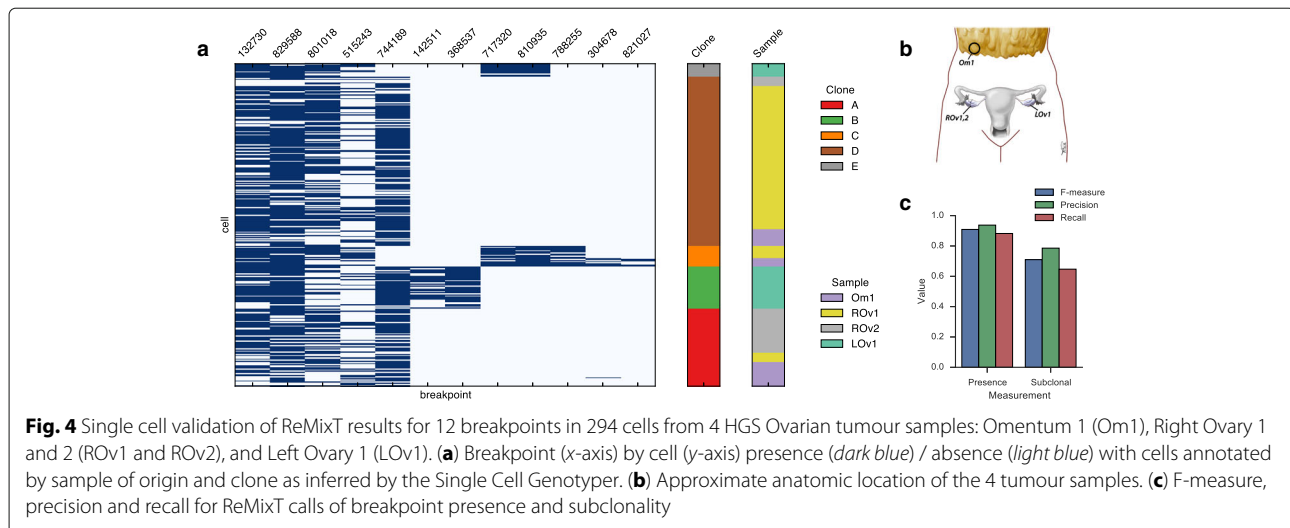 a
132730
829588
801018
515243
744189
142511
368537
717320
810935
788255
304678
821027
Clone
Sample
cell
breakpoint
Clone
A
B
C
D
E
Sample
Om1
ROv1
ROv2
LOv1
b
Om1
ROv1,2
LOv1
c
F-measure
Precision
Recall
Value
1.0
0.8
0.6
0.4
0.2
0.0
Presence
Subclonal
Measurement
Fig. 4 Single cell validation of ReMixT results for 12 breakpoints in 294 cells from 4 HGS Ovarian tumour samples: Omentum 1 (Om1), Right Ovary 1
and 2 (ROv1 and ROv2), and Left Ovary 1 (LOv1). (a) Breakpoint (x-axis) by cell (y-axis) presence (dark blue) / absence (light blue) with cells annotated
by sample of origin and clone as inferred by the Single Cell Genotyper. (b) Approximate anatomic location of the 4 tumour samples. (c) F-measure,
precision and recall for ReMixT calls of breakpoint presence and subclonality